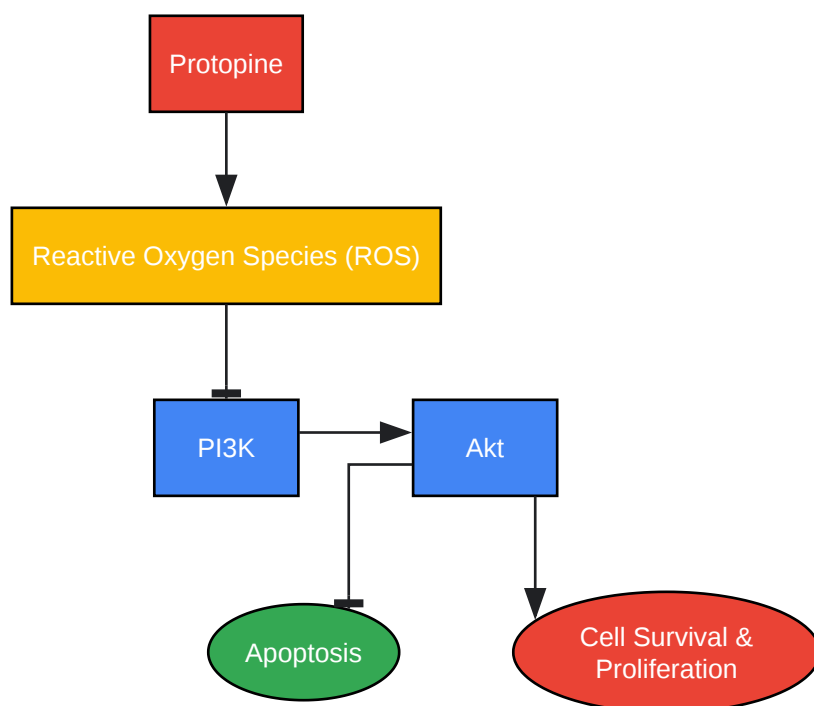 Protopine
Reactive Oxygen Species (ROS)
PI3K
Akt
Apoptosis
Cell Survival &
Proliferation